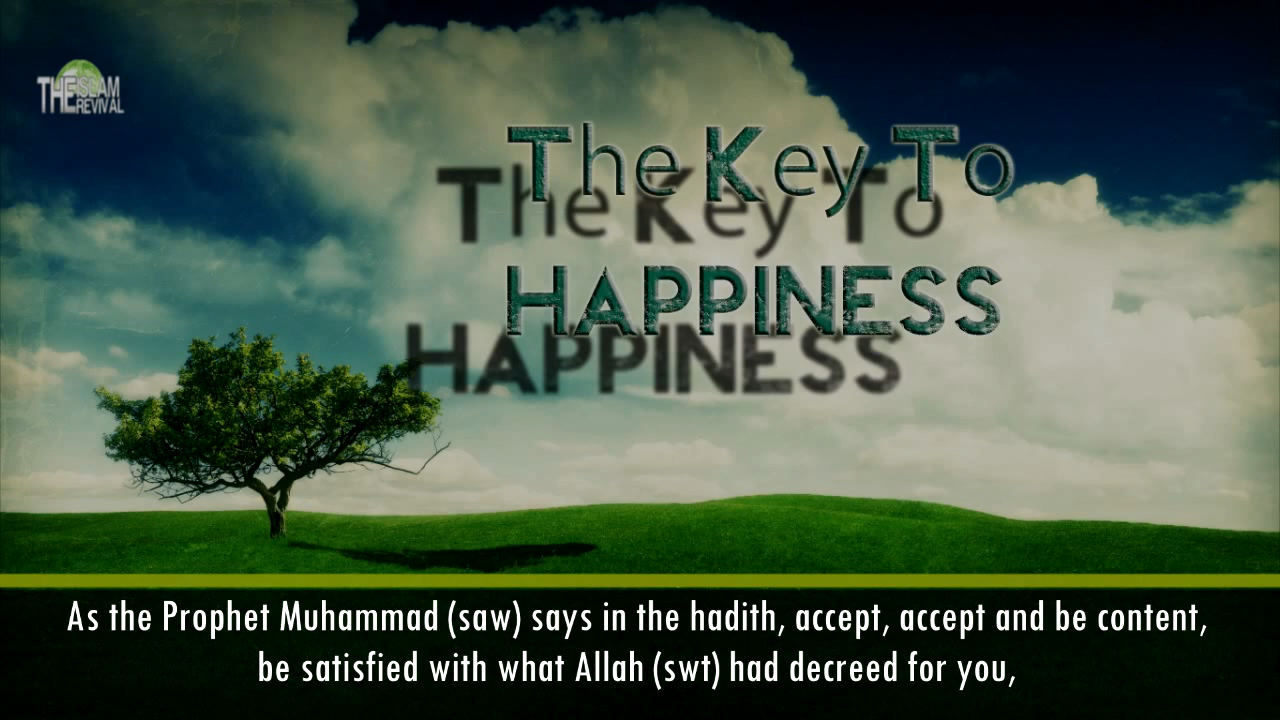 THE ISLAM
REVIVAL
The Key To
HAPPINESS
As the Prophet Muhammad (saw) says in the hadith, accept, accept and be content,
be satisfied with what Allah (swt) had decreed for you,